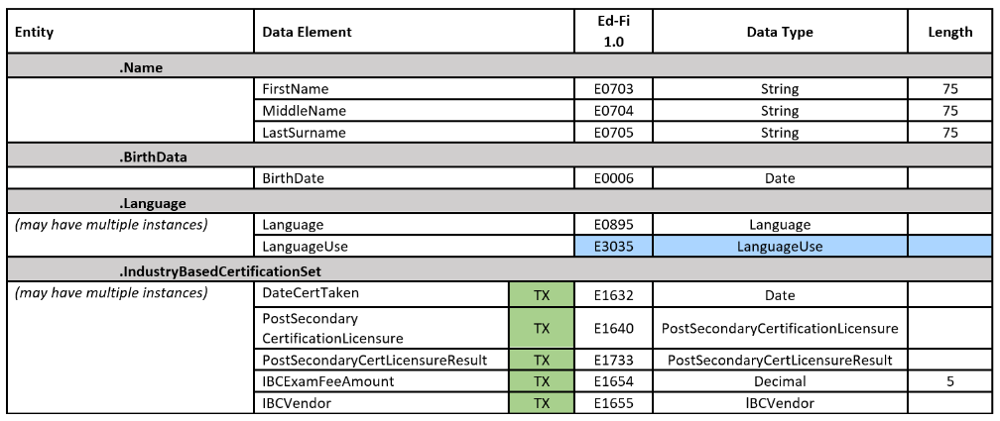 Entity Data Element Ed-Fi 1.0 Data Type Length
.Name
FirstName E0703 String 75
MiddleName E0704 String 75
LastSurname E0705 String 75
.BirthData
BirthDate E0006 Date
.Language
(may have multiple instances) Language E0895 Language
LanguageUse E3035 LanguageUse
.IndustryBasedCertificationSet
(may have multiple instances) DateCertTaken TX E1632 Date
PostSecondary
CertificationLicensure TX E1640 PostSecondaryCertificationLicensure
PostSecondaryCertLicensureResult TX E1733 PostSecondaryCertLicensureResult
IBCExamFeeAmount TX E1654 Decimal 5
IBCVendor TX E1655 IBCVendor